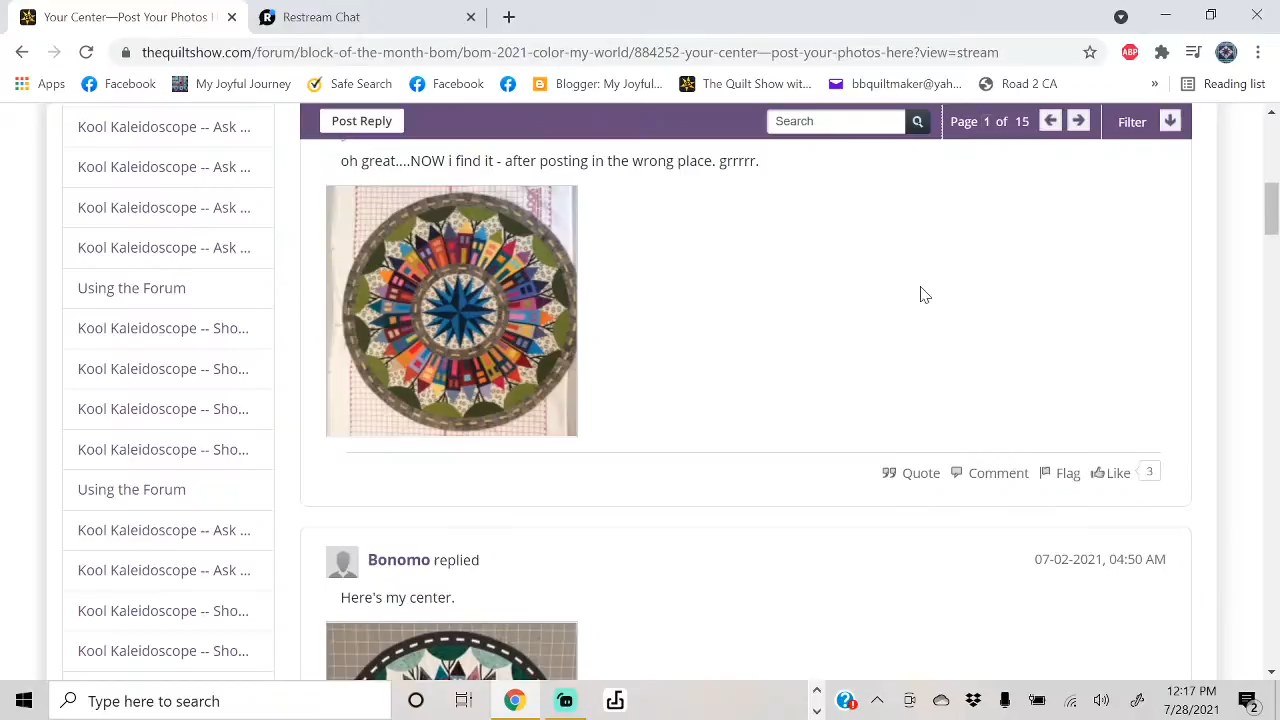 Your Center—Post Your Photos H
Restream Chat
thequiltshow.com/forum/block-of-the-month-bom/bom-2021-color-my-world/884252-your-center—post-your-photos-here?view=stream
ABP
Apps
Facebook
My Joyful Journey
Safe Search
Facebook
Blogger: My Joyful...
The Quilt Show wit...
bbquiltmaker@yah...
Road 2 CA
»
Reading list
Kool Kaleidoscope -- Ask ...
Kool Kaleidoscope -- Ask ...
Kool Kaleidoscope -- Ask ...
Kool Kaleidoscope -- Ask ...
Using the Forum
Kool Kaleidoscope -- Sho...
Kool Kaleidoscope -- Sho...
Kool Kaleidoscope -- Sho...
Kool Kaleidoscope -- Sho...
Using the Forum
Kool Kaleidoscope -- Ask ...
Kool Kaleidoscope -- Ask ...
Kool Kaleidoscope -- Sho...
Kool Kaleidoscope -- Sho...
Post Reply
Search
Page 1 of 15
Filter
oh great....NOW i find it - after posting in the wrong place. grrrrr.
Quote
Comment
Flag
Like
3
Bonomo replied
07-02-2021, 04:50 AM
Here's my center.
Type here to search
12:17 PM
7/28/2021
2